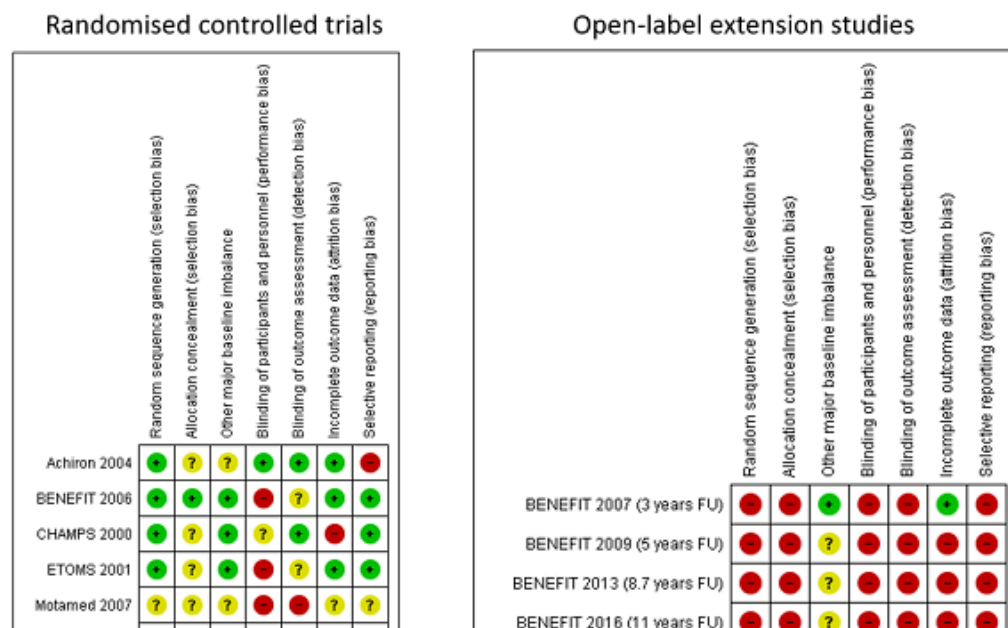 Randomised controlled trials
Random sequence generation (selection bias)
Allocation concealment (selection bias)
Other major baseline imbalance
Blinding of participants and personnel (performance bias)
Blinding of outcome assessment (detection bias)
Incomplete outcome data (attrition bias)
Selective reporting (reporting bias)
Achiron 2004 + ? ? + + + -
BENEFIT 2006 + + + - ? + +
CHAMPS 2000 + ? + ? + - +
ETOMS 2001 + ? + - ? + +
Motamed 2007 ? ? ? - - ? ?
Open-label extension studies
Random sequence generation (selection bias)
Allocation concealment (selection bias)
Other major baseline imbalance
Blinding of participants and personnel (performance bias)
Blinding of outcome assessment (detection bias)
Incomplete outcome data (attrition bias)
Selective reporting (reporting bias)
BENEFIT 2007 (3 years FU) - - + - - + -
BENEFIT 2009 (5 years FU) - - ? - - - -
BENEFIT 2013 (8.7 years FU) - - ? - - - -
BENEFIT 2016 (11 years FU) - - ? - - - -